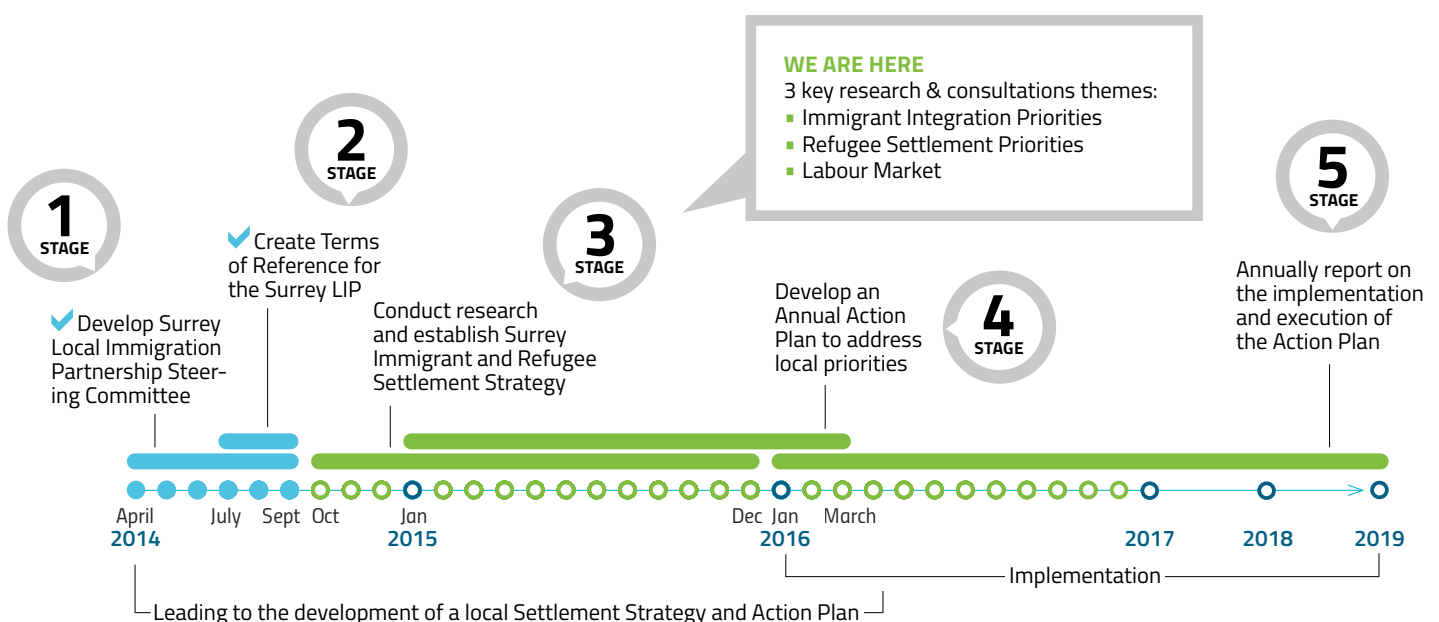 WE ARE HERE
3 key research & consultations themes:
Immigrant Integration Priorities
Refugee Settlement Priorities
Labour Market
1
STAGE
Develop Surrey
Local Immigration
Partnership Steer-
ing Committee
2
STAGE
Create Terms
of Reference for
the Surrey LIP
3
STAGE
Conduct research
and establish Surrey
Immigrant and Refugee
Settlement Strategy
4
STAGE
Develop an
Annual Action
Plan to address
local priorities
5
STAGE
Annually report on
the implementation
and execution of
the Action Plan
April July Sept Oct Jan Dec Jan March
2014 2015 2016 2017 2018 2019
Implementation
Leading to the development of a local Settlement Strategy and Action Plan